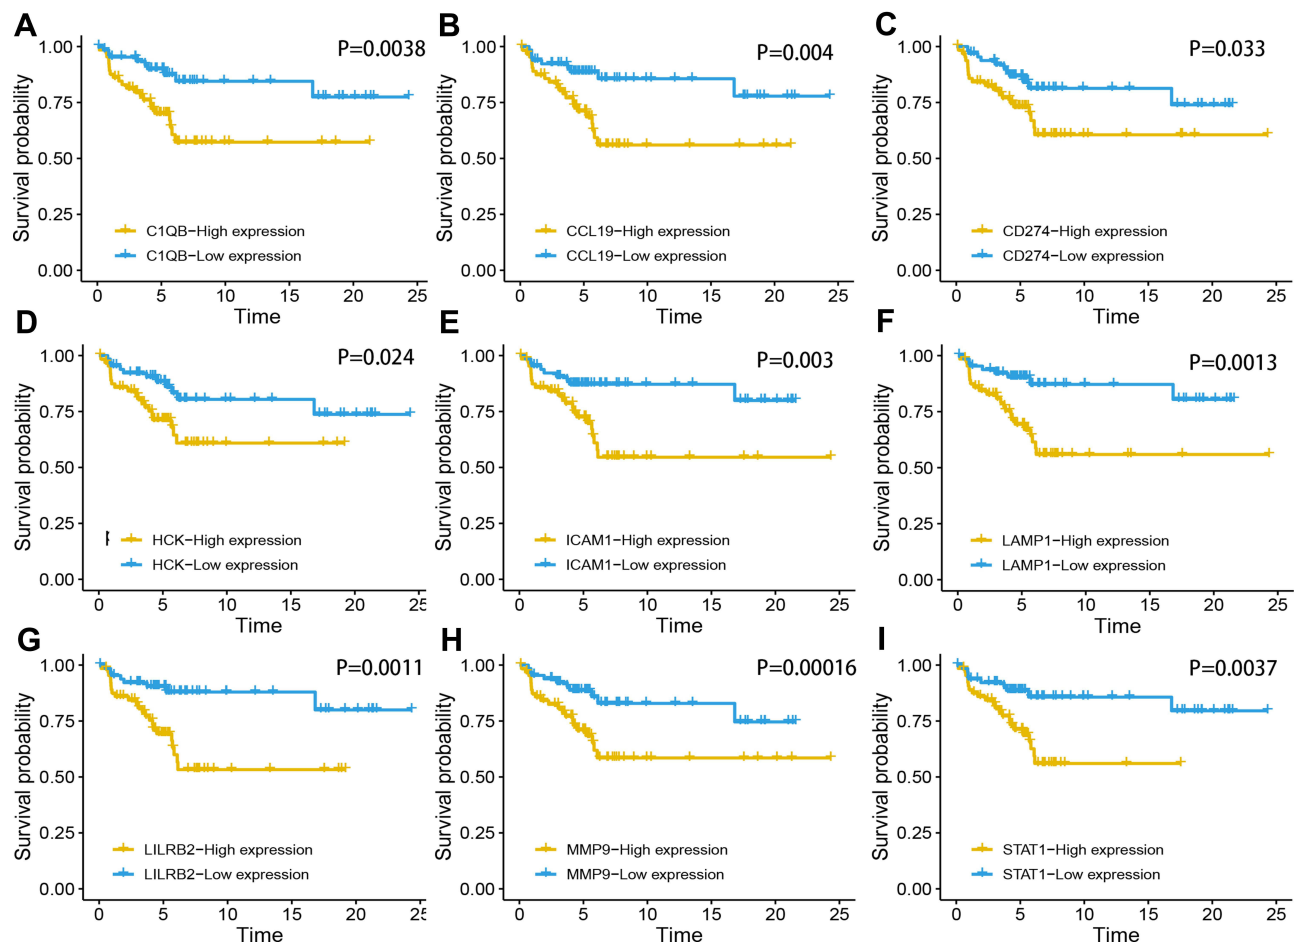 A
P=0.0038
Survival probability
1.00
0.75
0.50
0.25
0.00
C1QB−High expression
C1QB−Low expression
0 5 10 15 20 25
Time
B
P=0.004
Survival probability
1.00
0.75
0.50
0.25
0.00
CCL19−High expression
CCL19−Low expression
0 5 10 15 20 25
Time
C
P=0.033
Survival probability
1.00
0.75
0.50
0.25
0.00
CD274−High expression
CD274−Low expression
0 5 10 15 20 25
Time
D
P=0.024
Survival probability
1.00
0.75
0.50
0.25
0.00
HCK−High expression
HCK−Low expression
0 5 10 15 20 25
Time
E
P=0.003
Survival probability
1.00
0.75
0.50
0.25
0.00
ICAM1−High expression
ICAM1−Low expression
0 5 10 15 20 25
Time
F
P=0.0013
Survival probability
1.00
0.75
0.50
0.25
0.00
LAMP1−High expression
LAMP1−Low expression
0 5 10 15 20 25
Time
G
P=0.0011
Survival probability
1.00
0.75
0.50
0.25
0.00
LILRB2−High expression
LILRB2−Low expression
0 5 10 15 20 25
Time
H
P=0.00016
Survival probability
1.00
0.75
0.50
0.25
0.00
MMP9−High expression
MMP9−Low expression
0 5 10 15 20 25
Time
I
P=0.0037
Survival probability
1.00
0.75
0.50
0.25
0.00
STAT1−High expression
STAT1−Low expression
0 5 10 15 20 25
Time